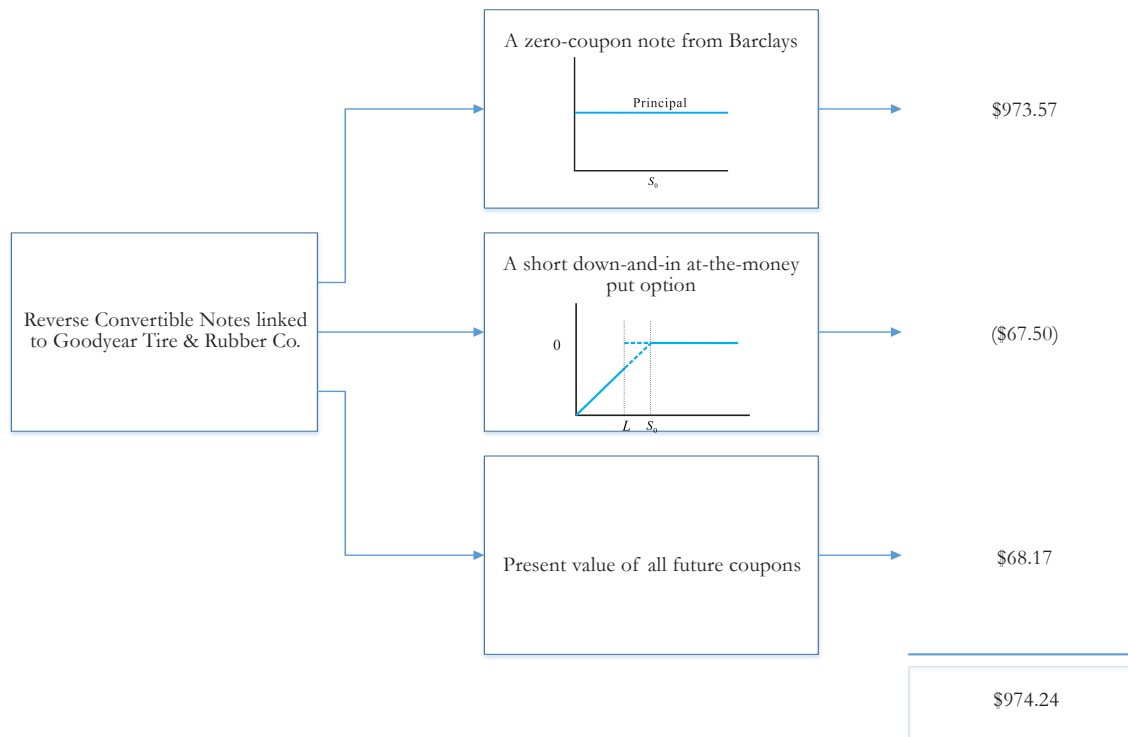 A zero-coupon note from Barclays
Principal
S₀
$973.57
Reverse Convertible Notes linked
to Goodyear Tire & Rubber Co.
A short down-and-in at-the-money
put option
0
L S₀
($67.50)
Present value of all future coupons
$68.17
$974.24